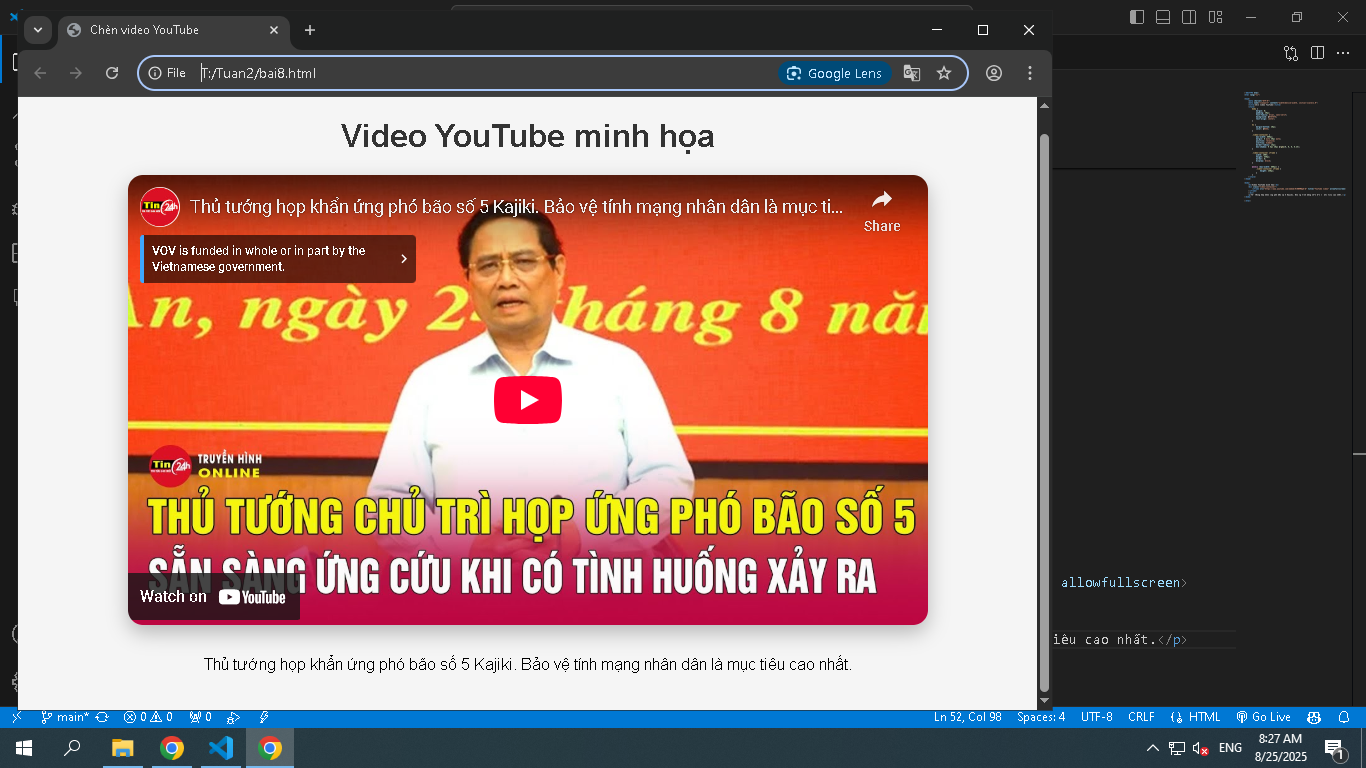 Chèn video YouTube
File
T:/Tuan2/bai8.html
Google Lens
Video YouTube minh họa
Tin 24h
Thủ tướng họp khẩn ứng phó bão số 5 Kajiki. Bảo vệ tính mạng nhân dân là mục ti...
Share
VOV is funded in whole or in part by the
Vietnamese government.
An, ngày 2 tháng 8 năm
Tin 24h
TRUYỀN HÌNH
ONLINE
THỦ TƯỚNG CHỦ TRÌ HỌP ỨNG PHÓ BÃO SỐ 5
SẴN SÀNG ỨNG CỨU KHI CÓ TÌNH HUỐNG XẢY RA
Watch on YouTube
allowfullscreen>
Thủ tướng họp khẩn ứng phó bão số 5 Kajiki. Bảo vệ tính mạng nhân dân là mục tiêu cao nhất.
iêu cao nhất.</p>
main* 0 0 0 Ln 52, Col 98 Spaces: 4 UTF-8 CRLF HTML Go Live
ENG
8:27 AM
8/25/2025
1